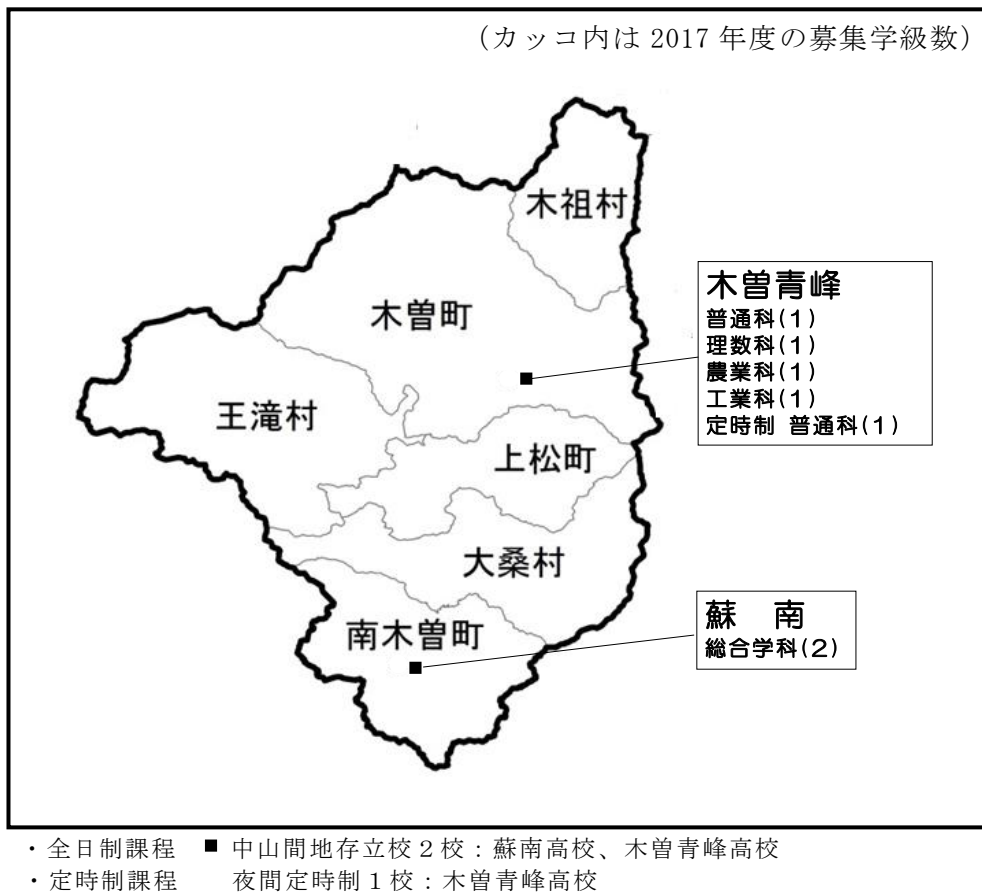 (カッコ内は 2017 年度の募集学級数)
木祖村
木曽町
王滝村
上松町
大桑村
南木曽町
木曽青峰
普通科(1)
理数科(1)
農業科(1)
工業科(1)
定時制 普通科(1)
蘇 南
総合学科(2)
・全日制課程 ■ 中山間地存立校2校:蘇南高校、木曽青峰高校
・定時制課程 夜間定時制1校:木曽青峰高校